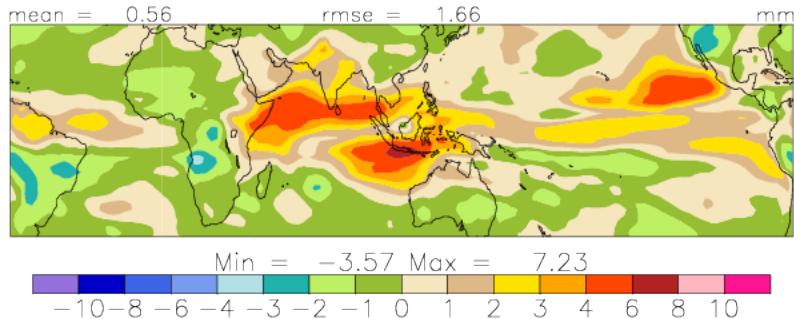 mean = 0.56 rmse = 1.66 mm
Min = −3.57 Max = 7.23
−10 −8 −6 −4 −3 −2 −1 0 1 2 3 4 6 8 10